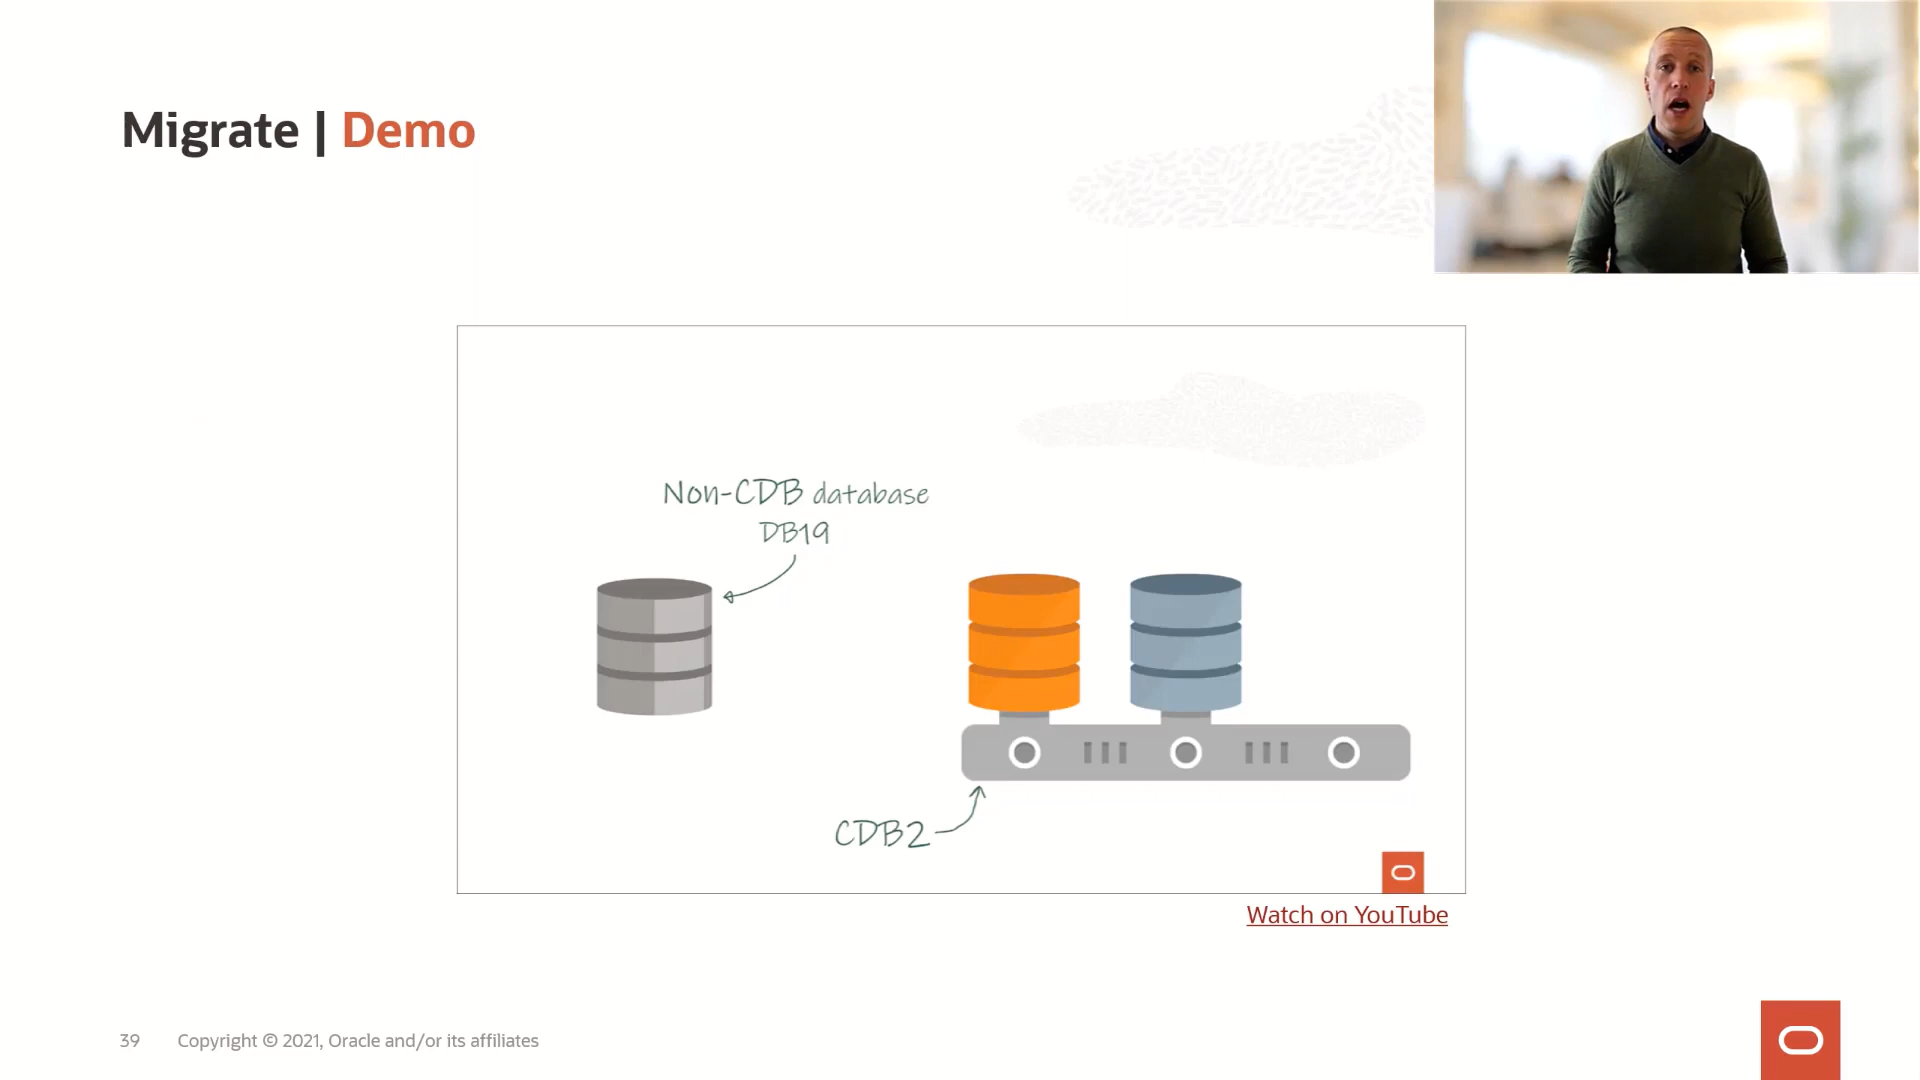 Migrate | Demo
Non-CDB database
DB19
CDB2
Watch on YouTube
39 Copyright © 2021, Oracle and/or its affiliates